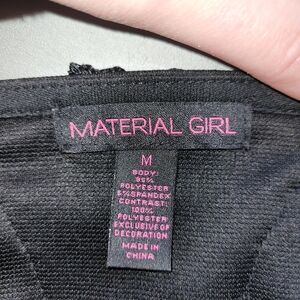 MATERIAL GIRL
M
BODY:
95%
POLYESTER
5%SPANDEX
CONTRAST:
100%
POLYESTER
EXCLUSIVE OF
DECORATION
MADE IN
CHINA